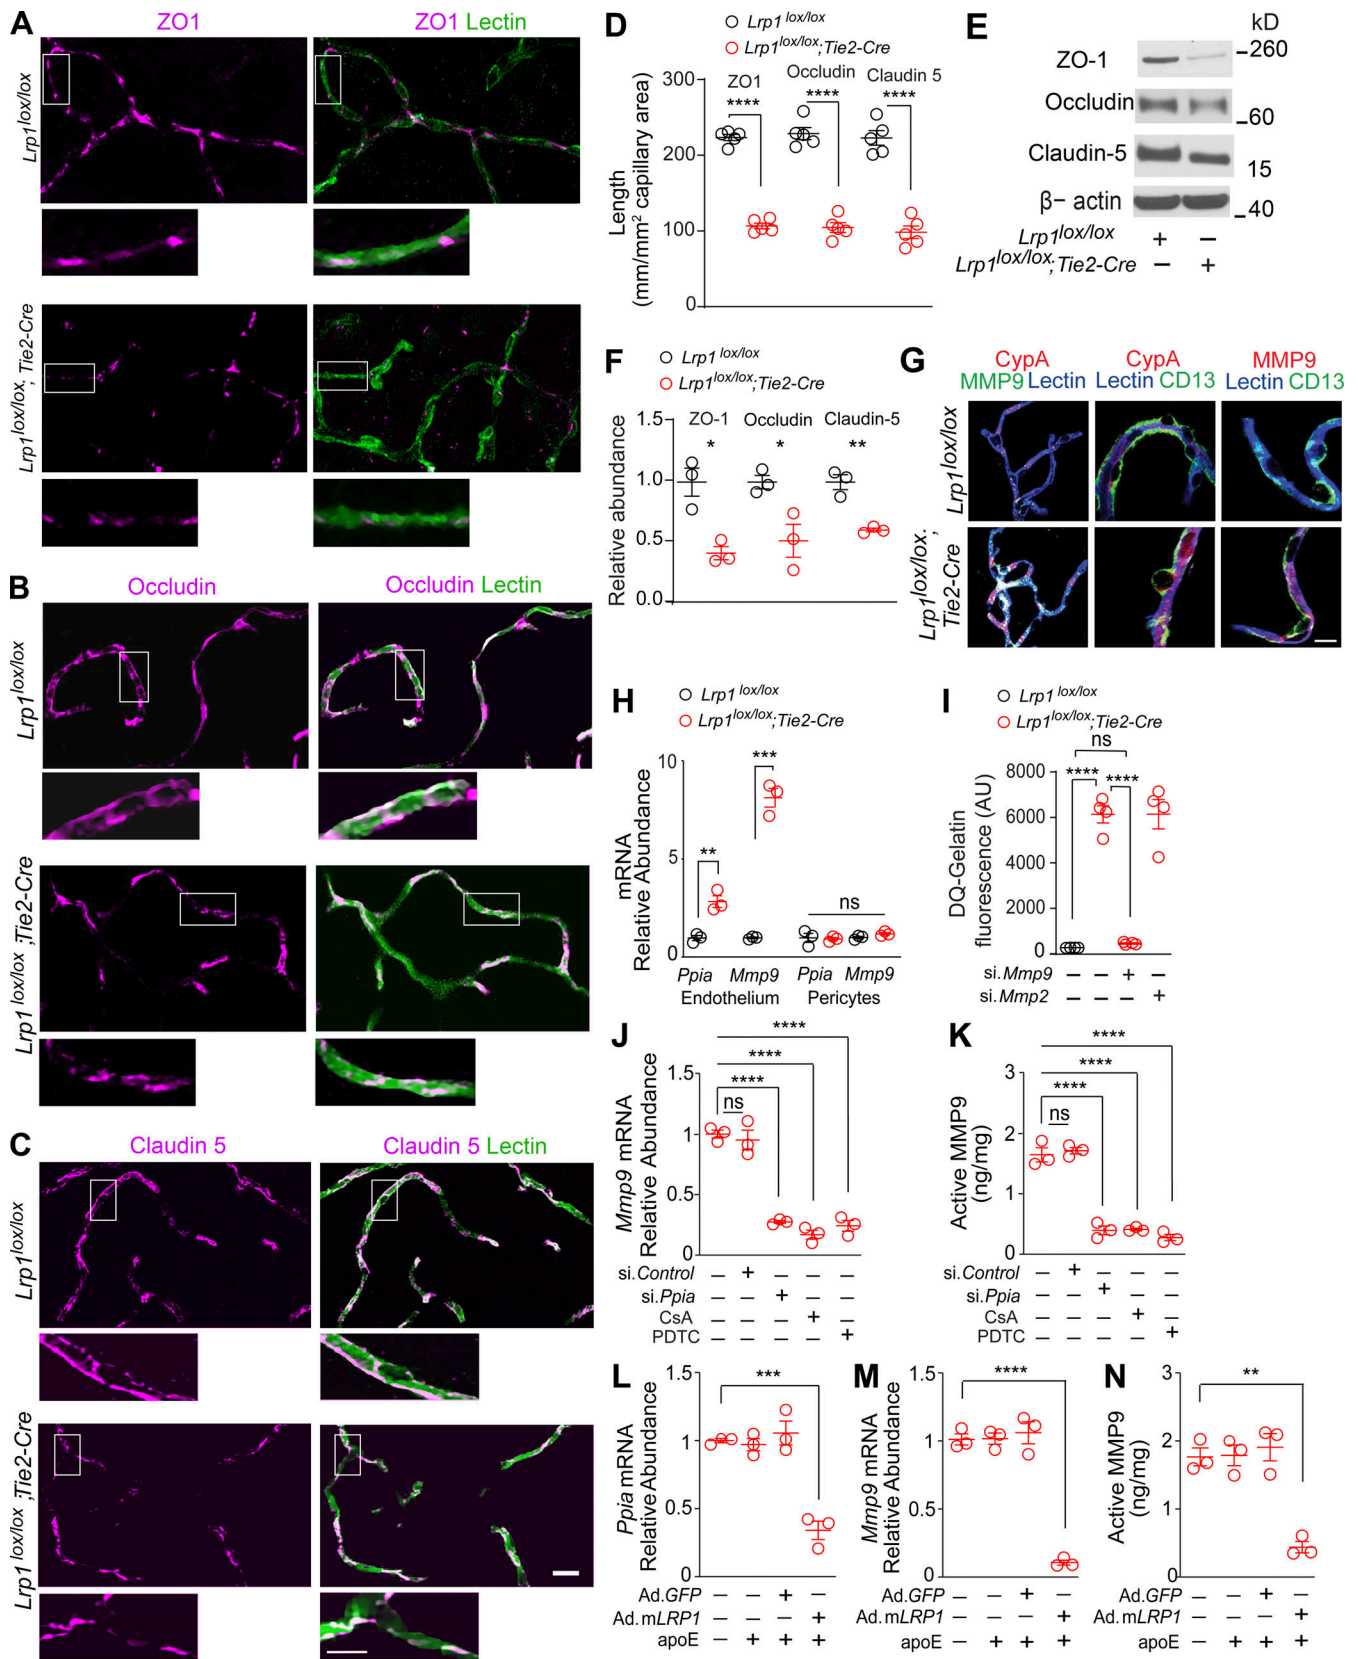 A
ZO1
ZO1 Lectin
Lrp1lox/lox
Lrp1lox/lox; Tie2-Cre
B
Occludin
Occludin Lectin
Lrp1lox/lox
Lrp1lox/lox;Tie2-Cre
C
Claudin 5
Claudin 5 Lectin
Lrp1lox/lox
Lrp1lox/lox;Tie2-Cre
D
Lrp1lox/lox
Lrp1lox/lox;Tie2-Cre
ZO1 Occludin Claudin 5
**** **** ****
Length
(mm/mm2 capillary area)
300
200
100
0
E
kD
ZO-1 –260
Occludin –60
Claudin-5 15
β– actin –40
Lrp1lox/lox + –
Lrp1lox/lox;Tie2-Cre – +
F
Lrp1lox/lox
Lrp1lox/lox;Tie2-Cre
ZO-1 Occludin Claudin-5
* * **
Relative abundance
1.5
1.0
0.5
0.0
G
CypA CypA MMP9
MMP9 Lectin Lectin CD13 Lectin CD13
Lrp1lox/lox
Lrp1lox/lox;
Tie2-Cre
H
Lrp1lox/lox
Lrp1lox/lox;Tie2-Cre
mRNA
Relative Abundance
10
5
0
** *** ns
Ppia Mmp9 Ppia Mmp9
Endothelium Pericytes
I
Lrp1lox/lox
Lrp1lox/lox;Tie2-Cre
ns
**** ****
DQ-Gelatin
fluorescence (AU)
8000
6000
4000
2000
0
si.Mmp9 – – + –
si.Mmp2 – – – +
J
****
****
****
ns
Mmp9 mRNA
Relative Abundance
1.5
1
0.5
0
si.Control – + – – –
si.Ppia – – + – –
CsA – – – + –
PDTC – – – – +
K
****
****
****
ns
Active MMP9
(ng/mg)
3
2
1
0
si.Control – + – – –
si.Ppia – – + – –
CsA – – – + –
PDTC – – – – +
L
***
Ppia mRNA
Relative Abundance
1.5
1
0.5
0
Ad.GFP – – + –
Ad.mLRP1 – – – +
apoE – + + +
M
****
Mmp9 mRNA
Relative Abundance
1.5
1
0.5
0
Ad.GFP – – + –
Ad.mLRP1 – – – +
apoE – + + +
N
**
Active MMP9
(ng/mg)
3
2
1
0
Ad.GFP – – + –
Ad.mLRP1 – – – +
apoE – + + +